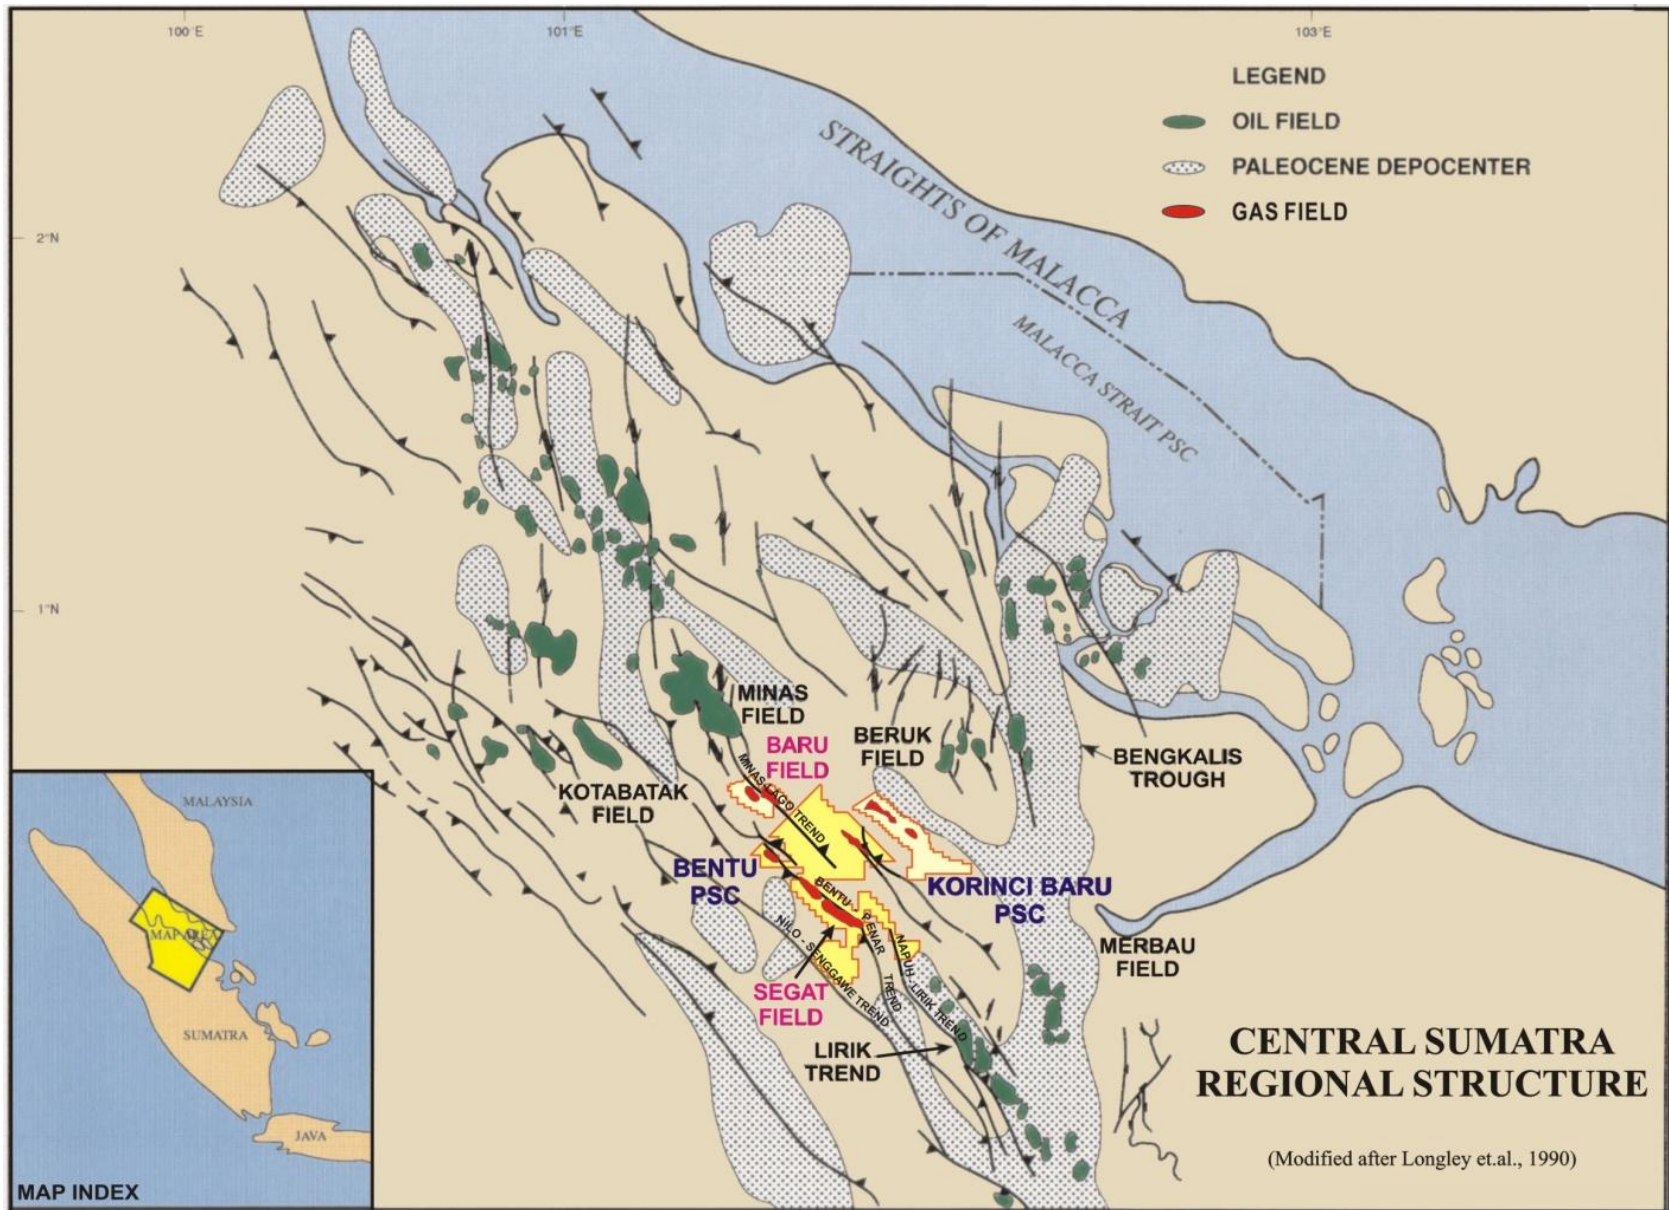 100°E
101°E
103°E
2°N
1°N
LEGEND
OIL FIELD
PALEOCENE DEPOCENTER
GAS FIELD
STRAIGHTS OF MALACCA
MALACCA STRAIT PSC
MINAS
FIELD
BARU
FIELD
BERUK
FIELD
BENGKALIS
TROUGH
KOTABATAK
FIELD
MINAS-LAGO TREND
BENTU
PSC
KORINCI BARU
PSC
BENTU - PENAR TREND
NILO - SENGGAWE TREND
NAPUH - LIRIK TREND
MERBAU
FIELD
SEGAT
FIELD
LIRIK
TREND
CENTRAL SUMATRA
REGIONAL STRUCTURE
(Modified after Longley et.al., 1990)
MALAYSIA
MAP AREA
SUMATRA
JAVA
MAP INDEX